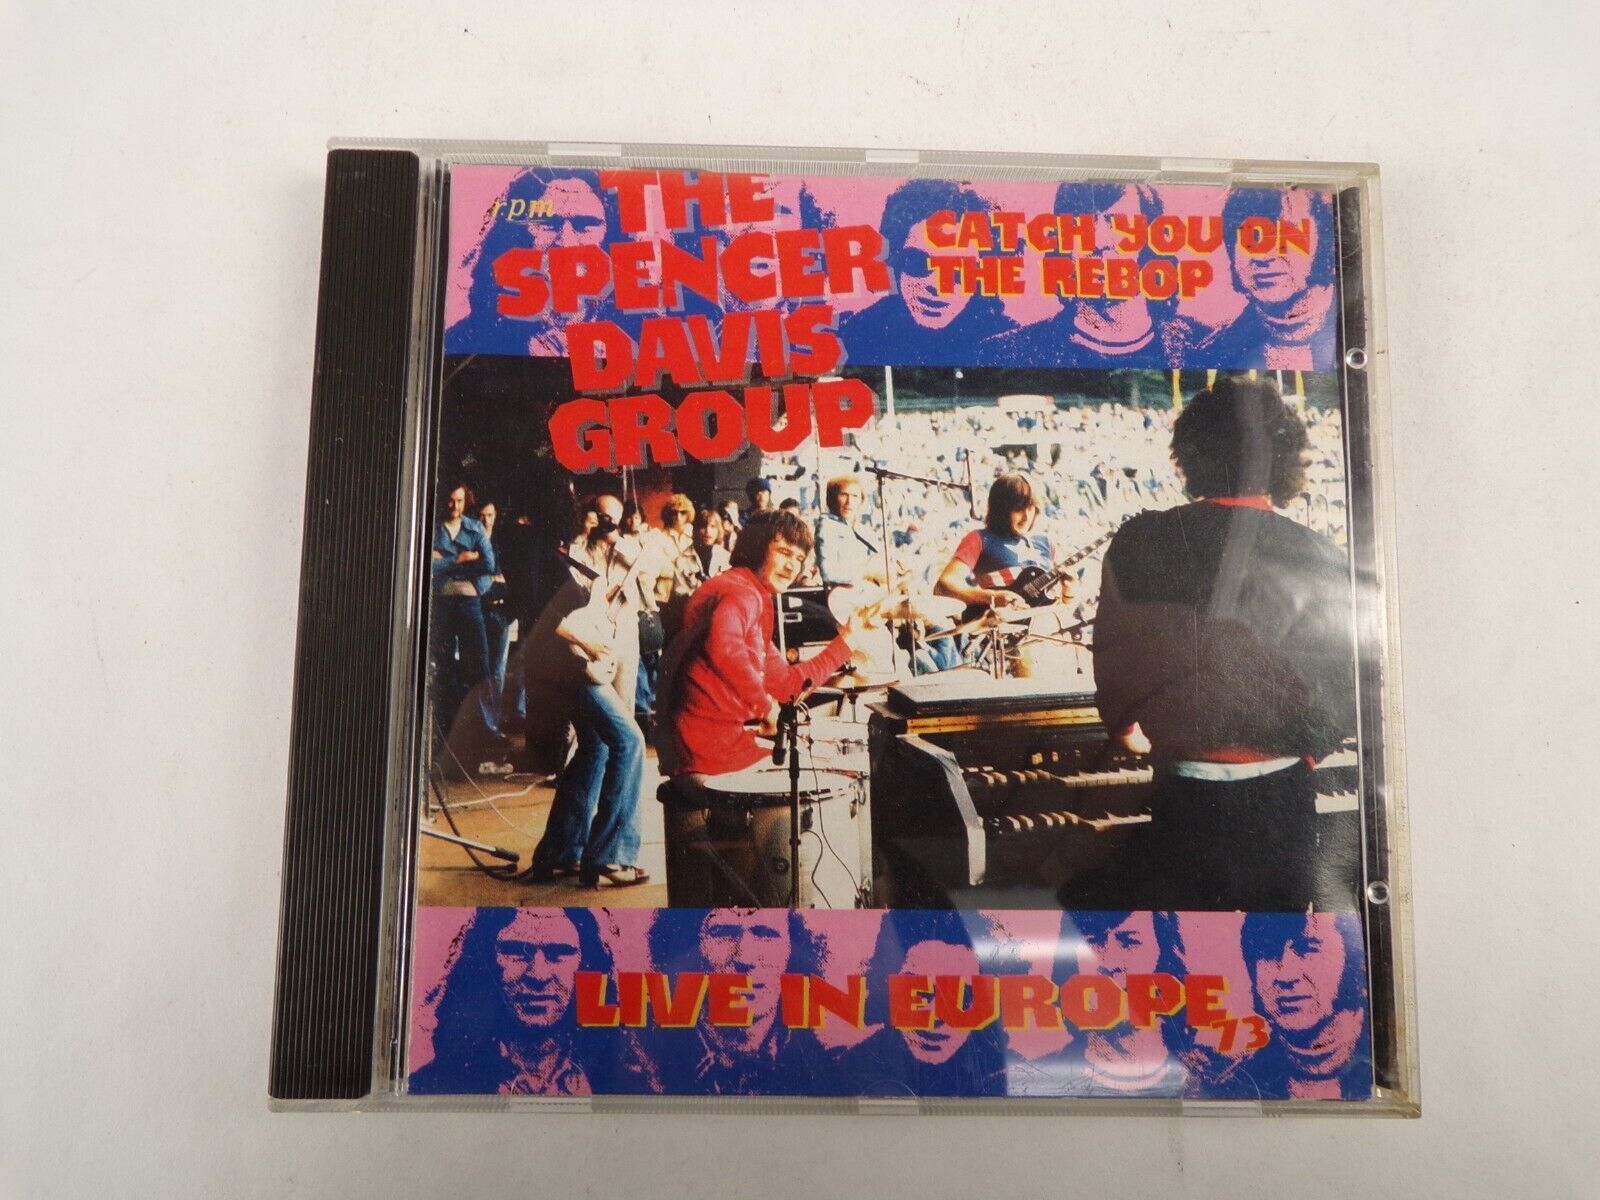 rpm
THE
SPENCER
DAVIS
GROUP
CATCH YOU ON
THE REBOP
LIVE IN EUROPE
73